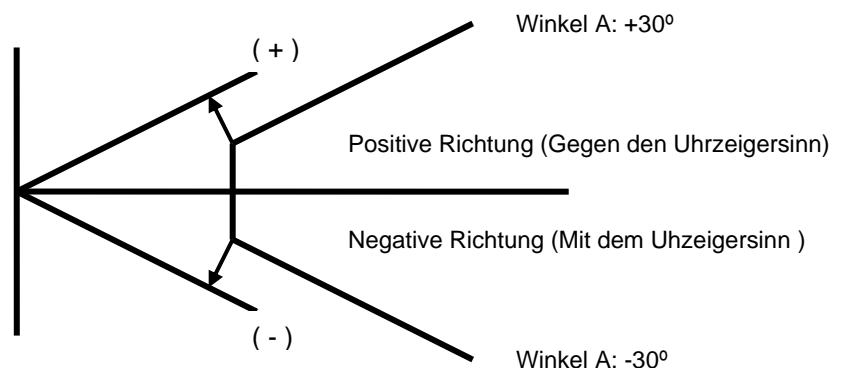 Winkel A: +30º
( + )
Positive Richtung (Gegen den Uhrzeigersinn)
Negative Richtung (Mit dem Uhzeigersinn )
( - )
Winkel A: -30º